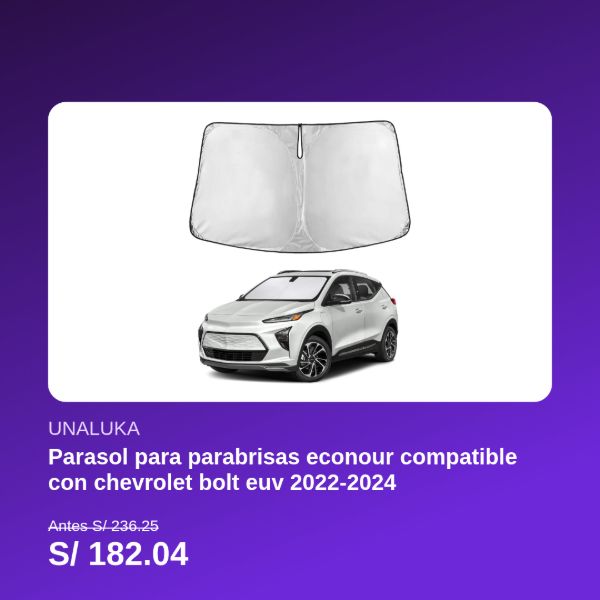 UNALUKA
Parasol para parabrisas econour compatible
con chevrolet bolt euv 2022-2024
Antes S/ 236.25
S/ 182.04